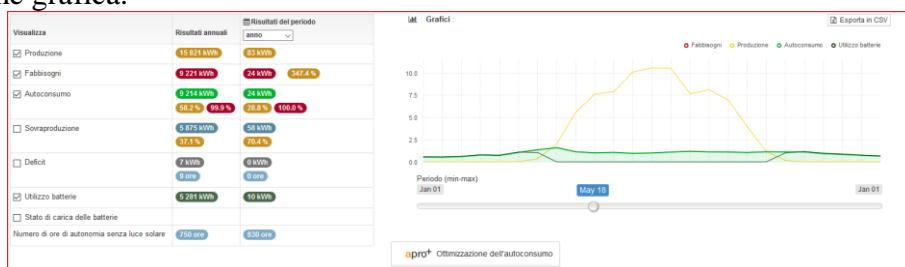 ne grafica.
Visualizza
Risultati annuali
Risultati del periodo
anno
Produzione
15 821 kWh
83 kWh
Fabbisogni
9 221 kWh
24 kWh
347.4 %
Autoconsumo
9 214 kWh
24 kWh
58.2 %
99.9 %
28.8 %
100.0 %
Sovraproduzione
5 875 kWh
58 kWh
37.1 %
70.4 %
Deficit
7 kWh
0 kWh
9 ore
0 ore
Utilizzo batterie
5 281 kWh
10 kWh
Stato di carica delle batterie
Numero di ore di autonomia senza luce solare
750 ore
830 ore
Grafici :
Esporta in CSV
Fabbisogni
Produzione
Autoconsumo
Utilizzo batterie
10.0
7.5
5.0
2.5
0.0
Periodo (min-max)
Jan 01
May 18
Jan 01
apro+ Ottimizzazione dell'autoconsumo